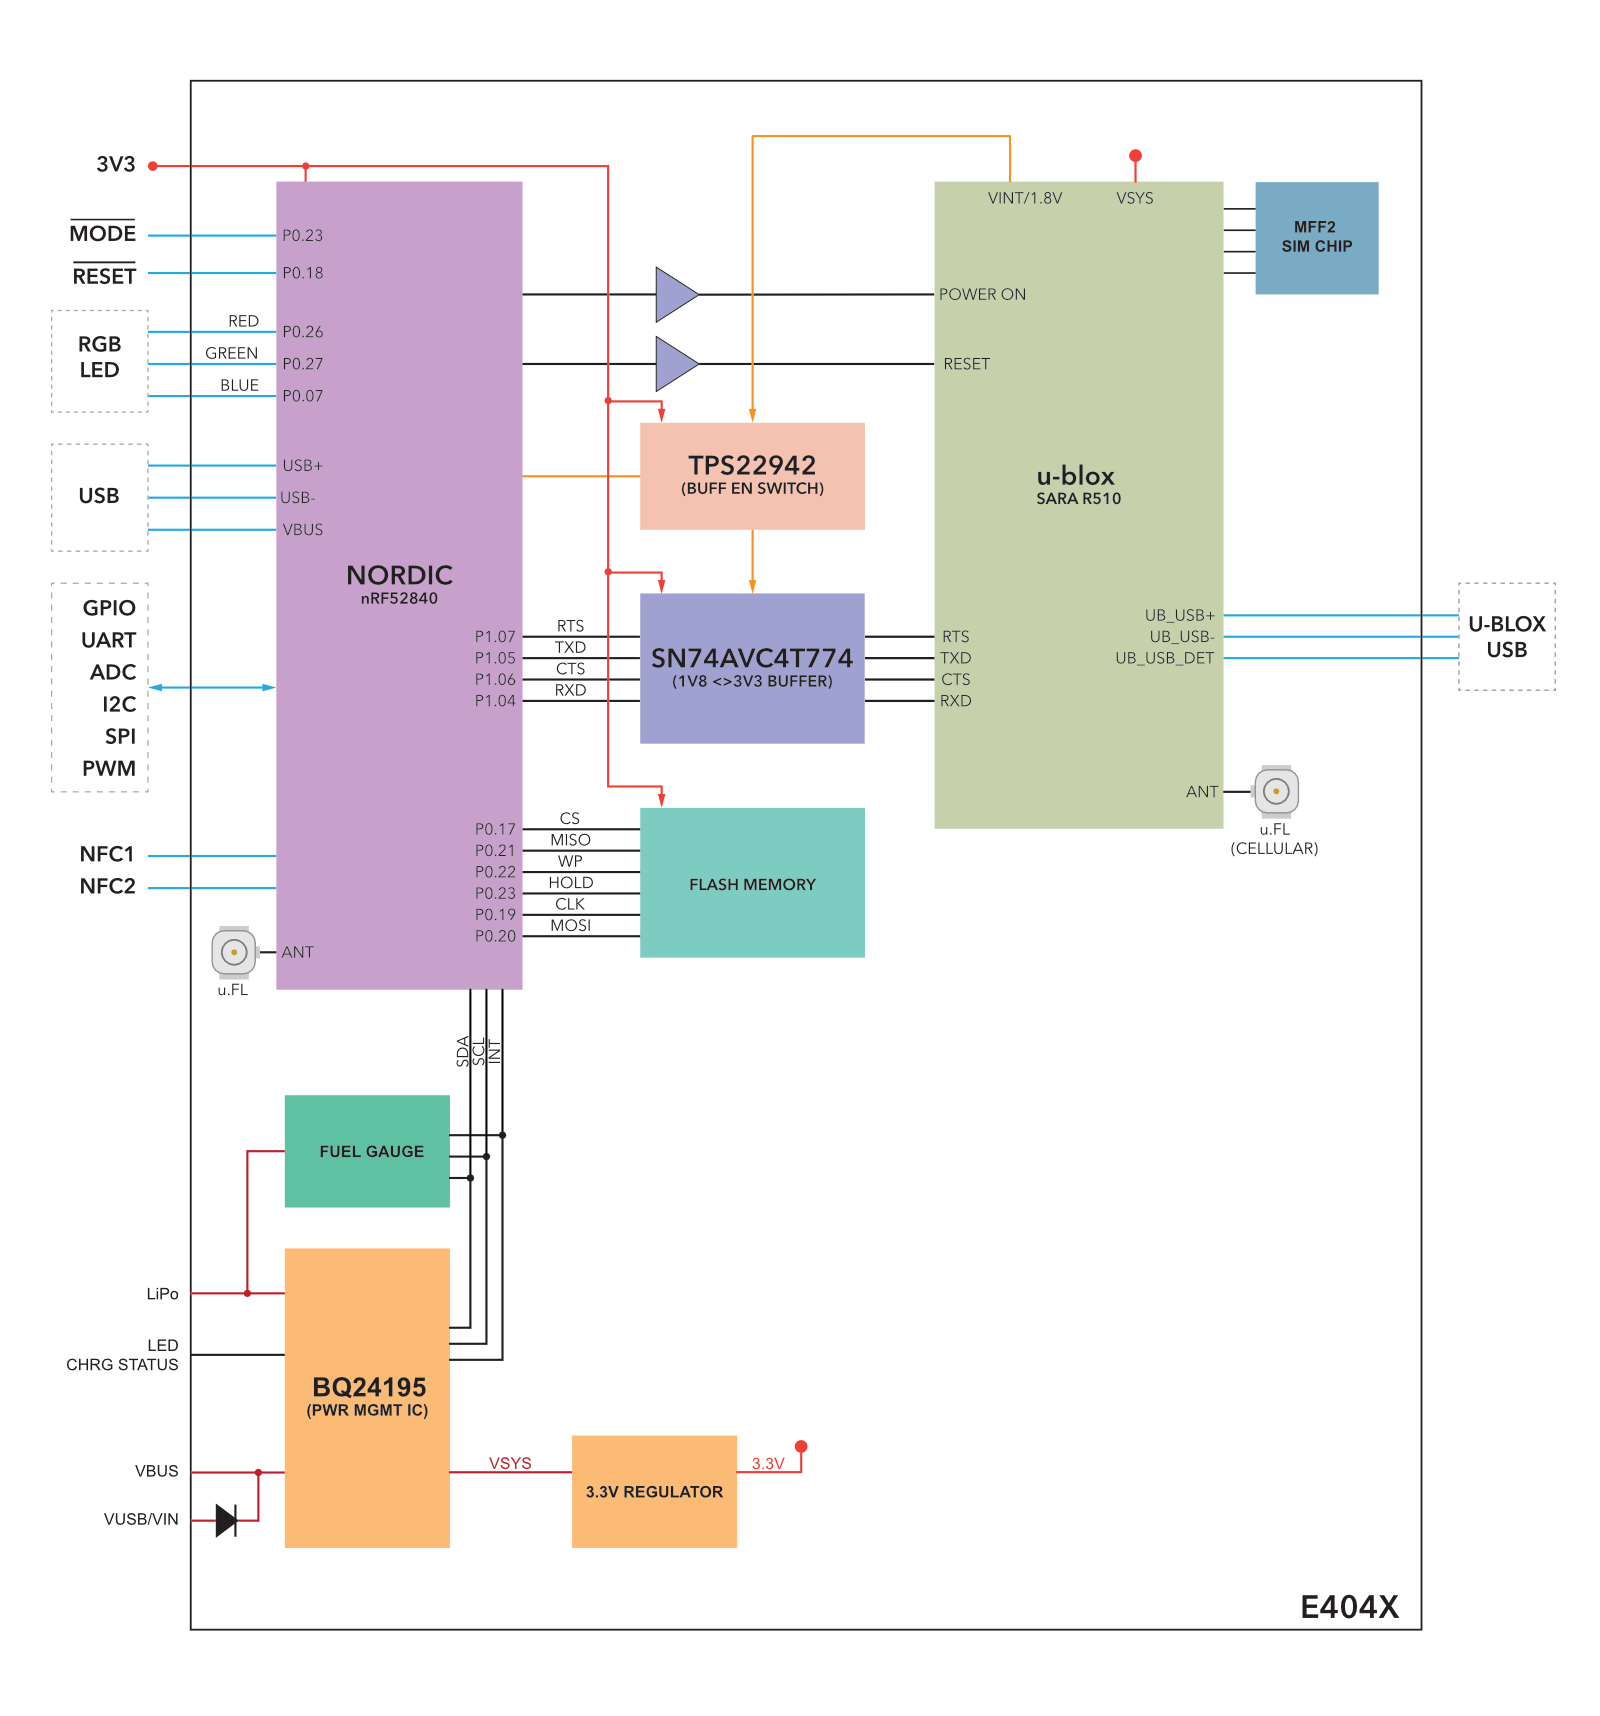 3V3
MODE
RESET
RGB
LED
RED
GREEN
BLUE
USB
GPIO
UART
ADC
I2C
SPI
PWM
NFC1
NFC2
u.FL
P0.23
P0.18
P0.26
P0.27
P0.07
USB+
USB-
VBUS
NORDIC
nRF52840
P1.07
P1.05
P1.06
P1.04
P0.17
P0.21
P0.22
P0.23
P0.19
P0.20
ANT
RTS
TXD
CTS
RXD
CS
MISO
WP
HOLD
CLK
MOSI
TPS22942
(BUFF EN SWITCH)
SN74AVC4T774
(1V8 <>3V3 BUFFER)
FLASH MEMORY
VINT/1.8V
VSYS
POWER ON
RESET
u-blox
SARA R510
RTS
TXD
CTS
RXD
UB_USB+
UB_USB-
UB_USB_DET
ANT
MFF2
SIM CHIP
U-BLOX
USB
u.FL
(CELLULAR)
SDA
SCL
INT
FUEL GAUGE
LiPo
LED
CHRG STATUS
VBUS
VUSB/VIN
BQ24195
(PWR MGMT IC)
VSYS
3.3V REGULATOR
3.3V
E404X